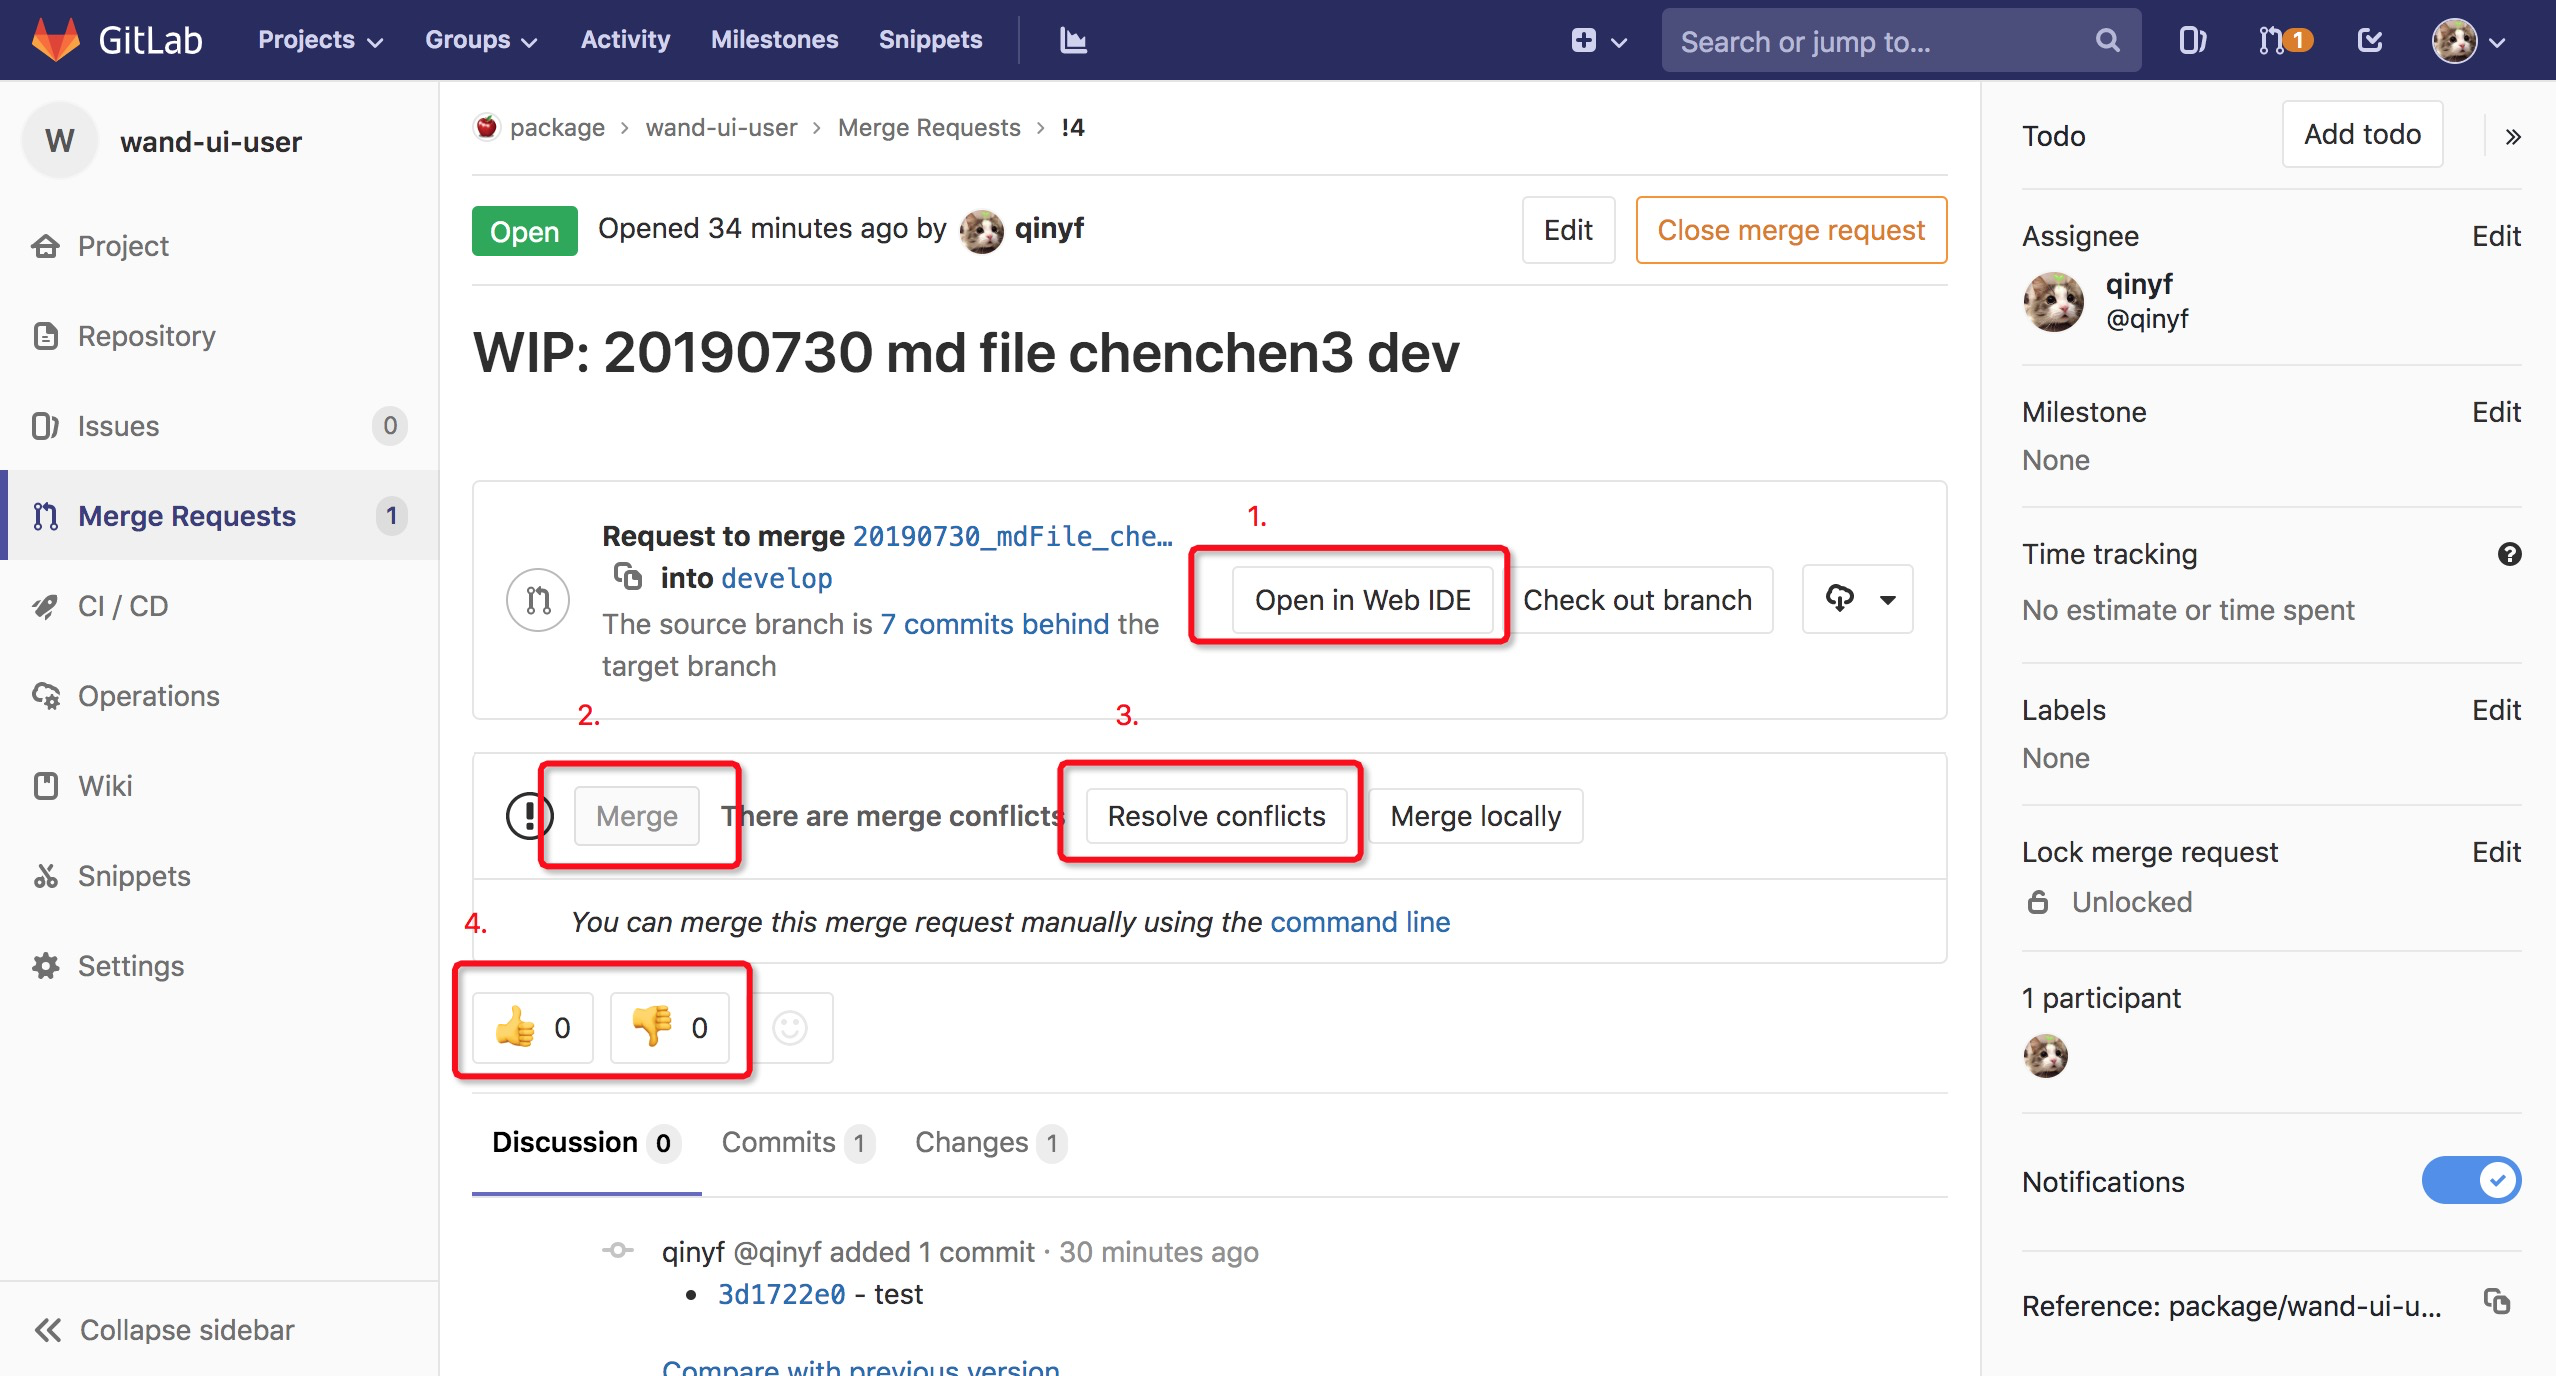 GitLab Projects Groups Activity Milestones Snippets Search or jump to... 1
W wand-ui-user
Project
Repository
Issues 0
Merge Requests 1
CI / CD
Operations
Wiki
Snippets
Settings
Collapse sidebar
package › wand-ui-user › Merge Requests › !4
Open Opened 34 minutes ago by qinyf Edit Close merge request
WIP: 20190730 md file chenchen3 dev
1.
Request to merge 20190730_mdFile_che…
into develop
The source branch is 7 commits behind the
target branch
Open in Web IDE Check out branch
2. 3.
Merge There are merge conflicts Resolve conflicts Merge locally
4. You can merge this merge request manually using the command line
0 0
Discussion 0 Commits 1 Changes 1
qinyf @qinyf added 1 commit · 30 minutes ago
• 3d1722e0 - test
Compare with previous version
Todo Add todo »
Assignee Edit
qinyf
@qinyf
Milestone Edit
None
Time tracking ?
No estimate or time spent
Labels Edit
None
Lock merge request Edit
Unlocked
1 participant
Notifications
Reference: package/wand-ui-u...